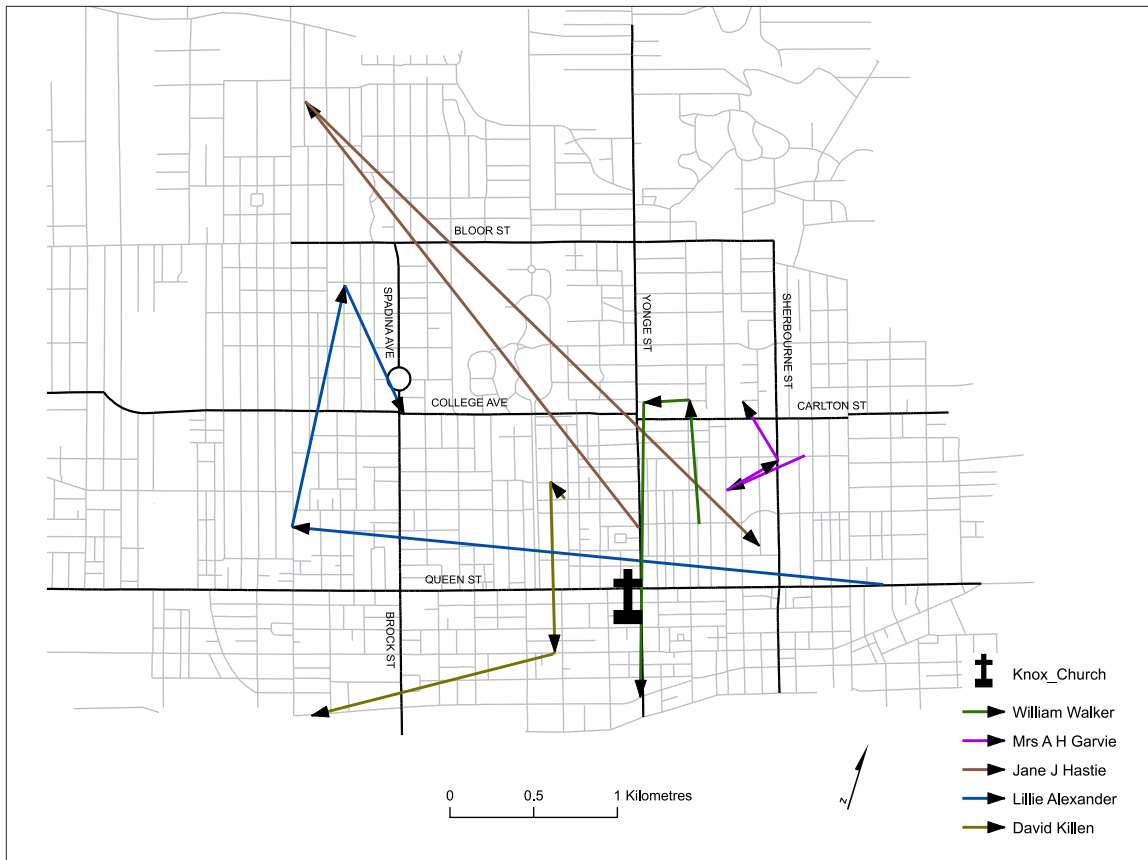 BLOOR ST
SPADINA AVE
YONGE ST
SHERBOURNE ST
COLLEGE AVE
CARLTON ST
QUEEN ST
BROCK ST
Knox_Church
William Walker
Mrs A H Garvie
Jane J Hastie
Lillie Alexander
David Killen
0 0.5 1 Kilometres
N